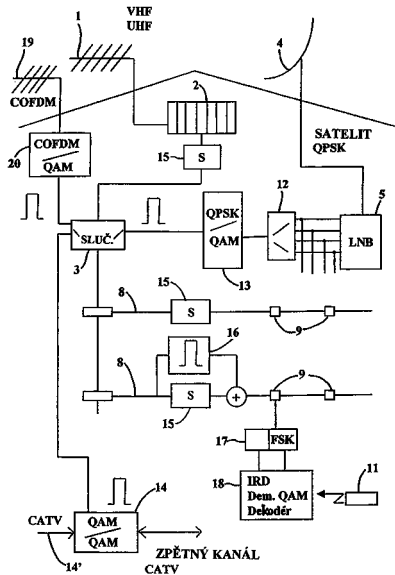 1
VHF
UHF
4
19
COFDM
2
COFDM
QAM
20
15
S
SATELIT
QPSK
12
5
SLUČ.
3
QPSK
QAM
13
LNB
15
8
S
9
16
8
9
S
15
17
FSK
18
IRD
Dem. QAM
Dekodér
11
14
CATV
QAM
QAM
14'
ZPĚTNÝ KANÁL
CATV